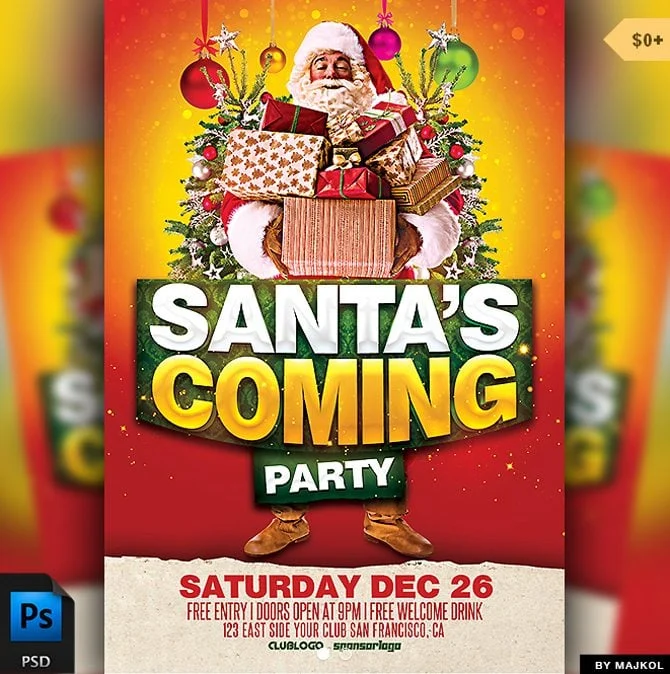 $0+
SANTA'S
COMING
PARTY
SATURDAY DEC 26
FREE ENTRY | DOORS OPEN AT 9PM | FREE WELCOME DRINK
123 EAST SIDE YOUR CLUB SAN FRANCISCO, CA
CLUBLOGO sponsorlogo
Ps
PSD
BY MAJKOL